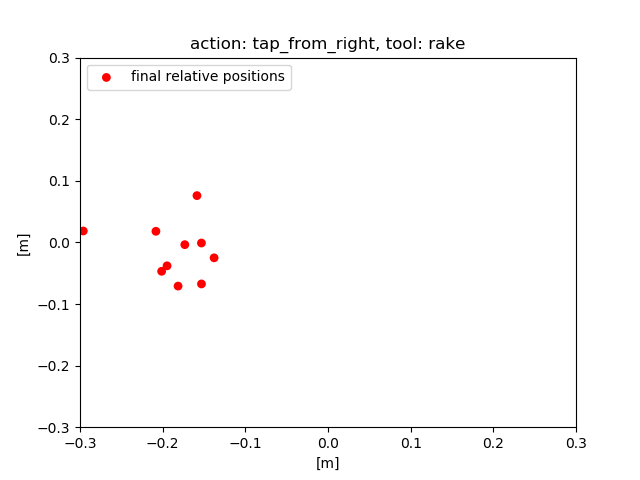 action: tap_from_right, tool: rake
final relative positions
0.3
0.2
0.1
0.0
−0.1
−0.2
−0.3
[m]
−0.3 −0.2 −0.1 0.0 0.1 0.2 0.3
[m]